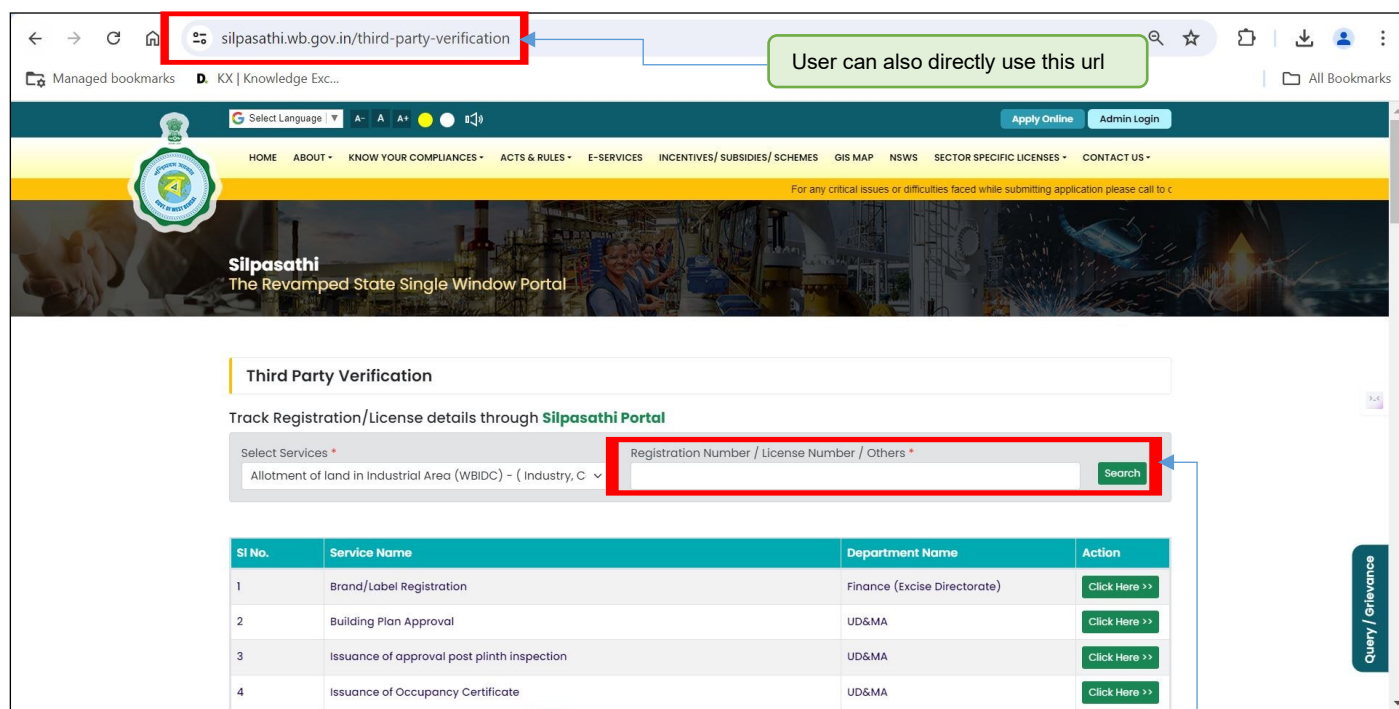 silpasathi.wb.gov.in/third-party-verification
User can also directly use this url
Managed bookmarks
KX | Knowledge Exc...
All Bookmarks
Select Language ▼
A- A A+
Apply Online
Admin Login
HOME ABOUT KNOW YOUR COMPLIANCES ACTS & RULES E-SERVICES INCENTIVES/ SUBSIDIES/ SCHEMES GIS MAP NSWS SECTOR SPECIFIC LICENSES CONTACT US
For any critical issues or difficulties faced while submitting application please call to c
Silpasathi
The Revamped State Single Window Portal
Third Party Verification
Track Registration/License details through Silpasathi Portal
Select Services *
Registration Number / License Number / Others *
Allotment of land in Industrial Area (WBIDC) - ( Industry, C
Search
Sl No. Service Name Department Name Action
1 Brand/Label Registration Finance (Excise Directorate) Click Here >>
2 Building Plan Approval UD&MA Click Here >>
3 Issuance of approval post plinth inspection UD&MA Click Here >>
4 Issuance of Occupancy Certificate UD&MA Click Here >>
Query / Grievance